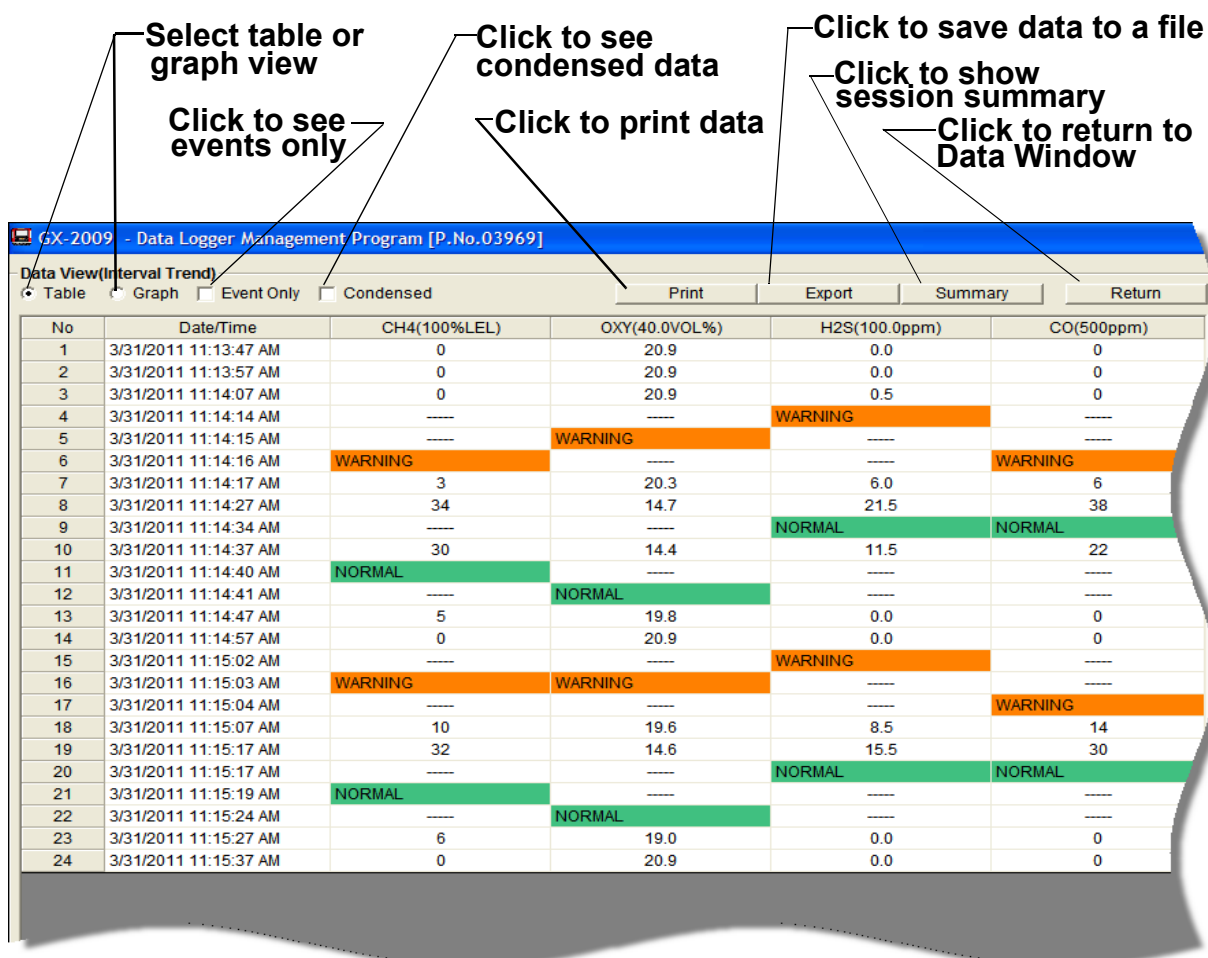 Select table or
graph view
Click to see
condensed data
Click to save data to a file
Click to show
session summary
Click to see
events only
Click to print data
Click to return to
Data Window
GX-2009 - Data Logger Management Program [P.No.03969]
Data View(Interval Trend)
Table Graph Event Only Condensed Print Export Summary Return
No Date/Time CH4(100%LEL) OXY(40.0VOL%) H2S(100.0ppm) CO(500ppm)
1 3/31/2011 11:13:47 AM 0 20.9 0.0 0
2 3/31/2011 11:13:57 AM 0 20.9 0.0 0
3 3/31/2011 11:14:07 AM 0 20.9 0.5 0
4 3/31/2011 11:14:14 AM ----- ----- WARNING -----
5 3/31/2011 11:14:15 AM ----- WARNING ----- -----
6 3/31/2011 11:14:16 AM WARNING ----- ----- WARNING
7 3/31/2011 11:14:17 AM 3 20.3 6.0 6
8 3/31/2011 11:14:27 AM 34 14.7 21.5 38
9 3/31/2011 11:14:34 AM ----- ----- NORMAL NORMAL
10 3/31/2011 11:14:37 AM 30 14.4 11.5 22
11 3/31/2011 11:14:40 AM NORMAL ----- ----- -----
12 3/31/2011 11:14:41 AM ----- NORMAL ----- -----
13 3/31/2011 11:14:47 AM 5 19.8 0.0 0
14 3/31/2011 11:14:57 AM 0 20.9 0.0 0
15 3/31/2011 11:15:02 AM ----- ----- WARNING -----
16 3/31/2011 11:15:03 AM WARNING WARNING ----- -----
17 3/31/2011 11:15:04 AM ----- ----- ----- WARNING
18 3/31/2011 11:15:07 AM 10 19.6 8.5 14
19 3/31/2011 11:15:17 AM 32 14.6 15.5 30
20 3/31/2011 11:15:17 AM ----- ----- NORMAL NORMAL
21 3/31/2011 11:15:19 AM NORMAL ----- ----- -----
22 3/31/2011 11:15:24 AM ----- NORMAL ----- -----
23 3/31/2011 11:15:27 AM 6 19.0 0.0 0
24 3/31/2011 11:15:37 AM 0 20.9 0.0 0